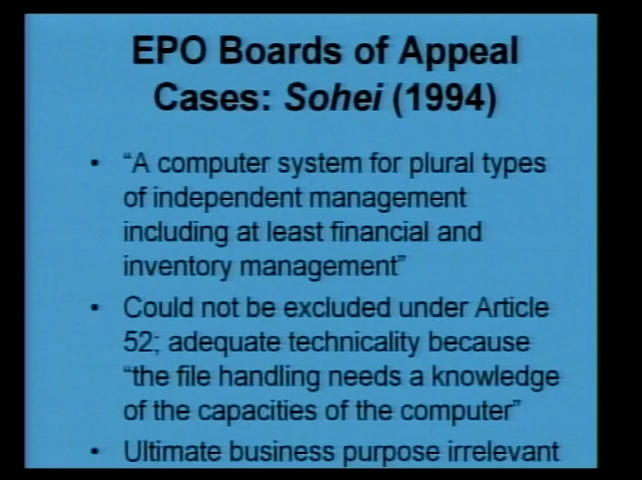 EPO Boards of Appeal
Cases: Sohei (1994)
• “A computer system for plural types
of independent management
including at least financial and
inventory management”
• Could not be excluded under Article
52; adequate technicality because
“the file handling needs a knowledge
of the capacities of the computer”
• Ultimate business purpose irrelevant